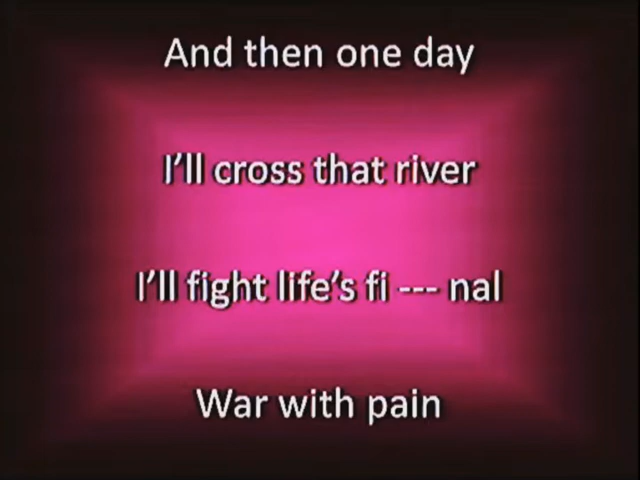 And then one day
I'll cross that river
I'll fight life's fi --- nal
War with pain